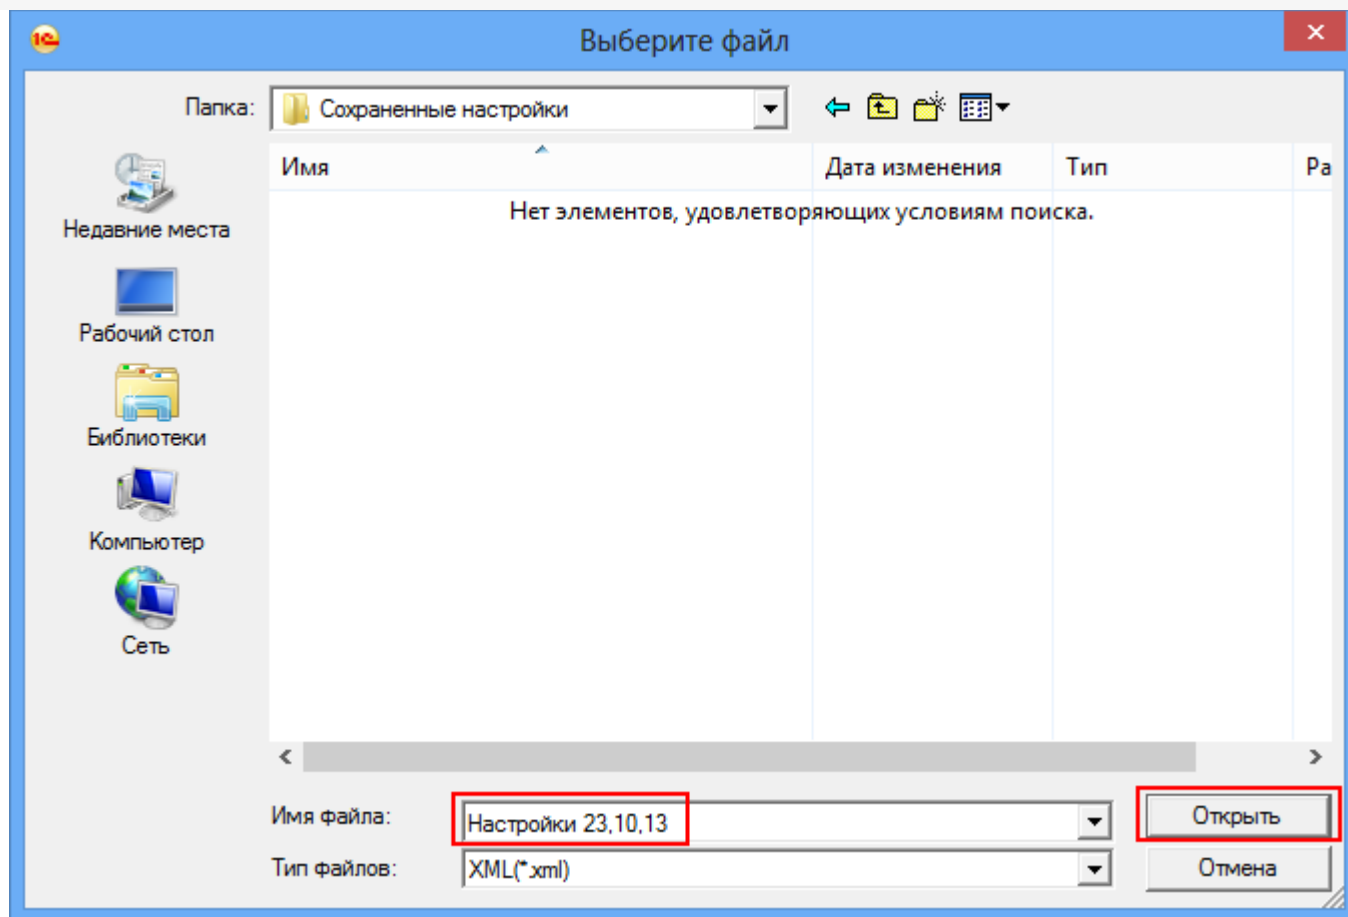 1С
Выберите файл
Папка:
Сохраненные настройки
Имя
Дата изменения
Тип
Ра
Нет элементов, удовлетворяющих условиям поиска.
Недавние места
Рабочий стол
Библиотеки
Компьютер
Сеть
Имя файла:
Настройки 23,10,13
Открыть
Тип файлов:
XML(*.xml)
Отмена